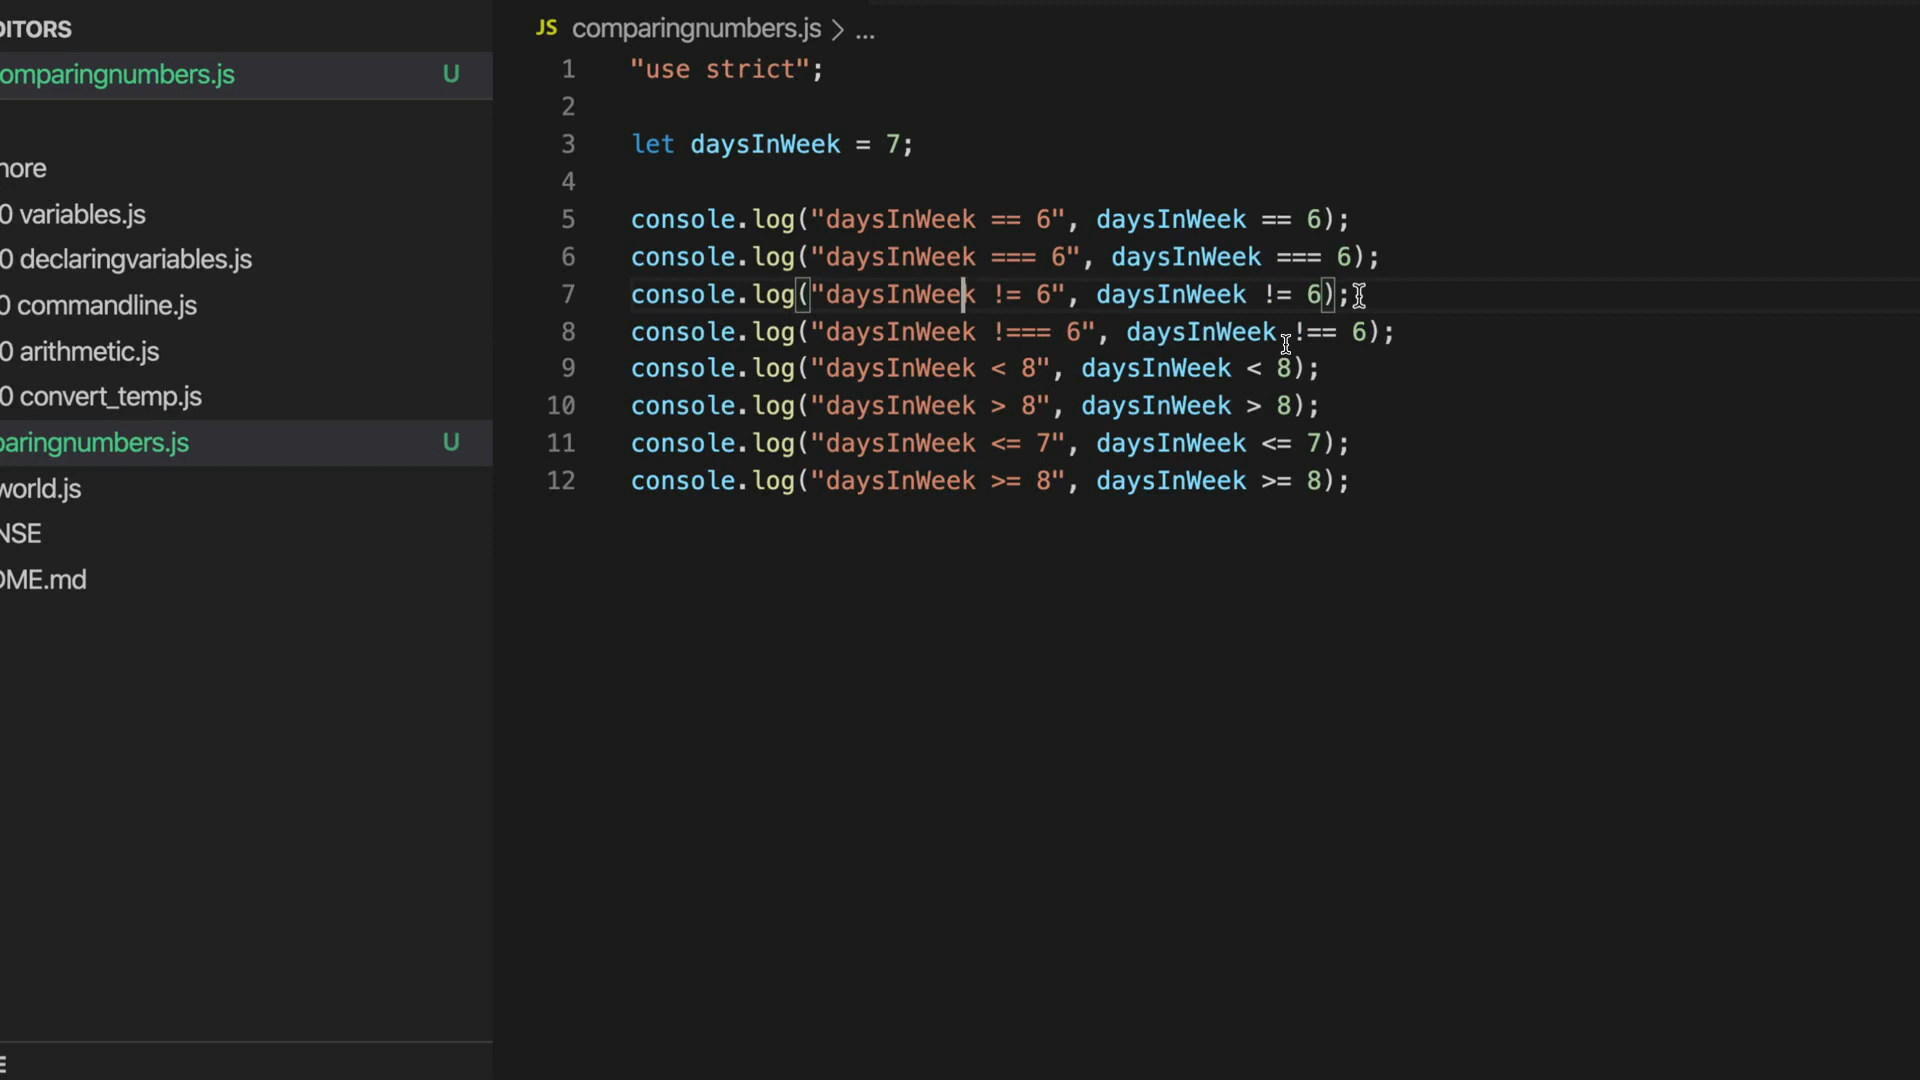 DITORS
omparingnumbers.js U
nore
0 variables.js
0 declaringvariables.js
0 commandline.js
0 arithmetic.js
0 convert_temp.js
paringnumbers.js U
world.js
NSE
OME.md
JS comparingnumbers.js > ...
1 "use strict";
2
3 let daysInWeek = 7;
4
5 console.log("daysInWeek == 6", daysInWeek == 6);
6 console.log("daysInWeek === 6", daysInWeek === 6);
7 console.log("daysInWeek != 6", daysInWeek != 6);
8 console.log("daysInWeek !=== 6", daysInWeek !== 6);
9 console.log("daysInWeek < 8", daysInWeek < 8);
10 console.log("daysInWeek > 8", daysInWeek > 8);
11 console.log("daysInWeek <= 7", daysInWeek <= 7);
12 console.log("daysInWeek >= 8", daysInWeek >= 8);